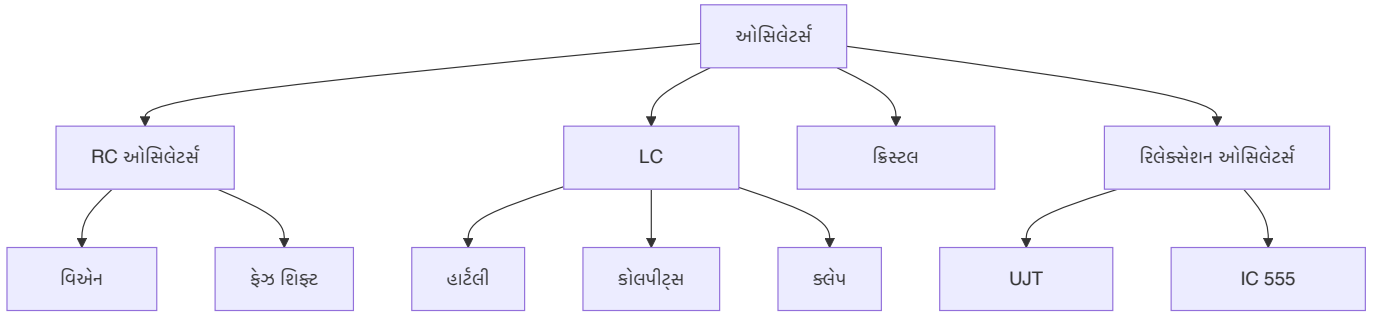 ઓસિલેટર્સ
RC ઓસિલેટર્સ
LC
ક્રિસ્ટલ
રિલેક્સેશન ઓસિલેટર્સ
વિએન
ફેઝ શિફ્ટ
હાર્ટલી
કોલપીટ્સ
ક્લેપ
UJT
IC 555